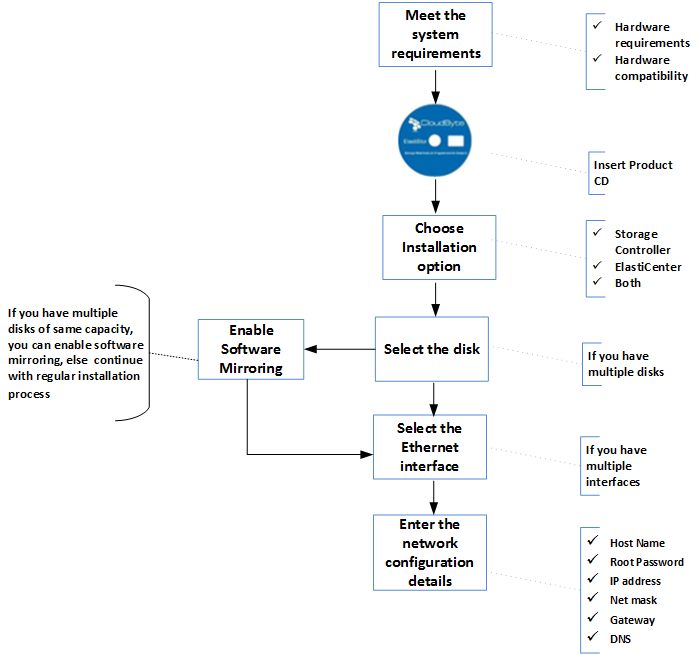 Meet the
system
requirements
Hardware
requirements
Hardware
compatibility
CloudByte
Insert Product
CD
Choose
Installation
option
Storage
Controller
ElastiCenter
Both
If you have multiple
disks of same capacity,
you can enable software
mirroring, else continue
with regular installation
process
Enable
Software
Mirroring
Select the disk
If you have
multiple disks
Select the
Ethernet
interface
If you have
multiple
interfaces
Enter the
network
configuration
details
Host Name
Root Password
IP address
Net mask
Gateway
DNS